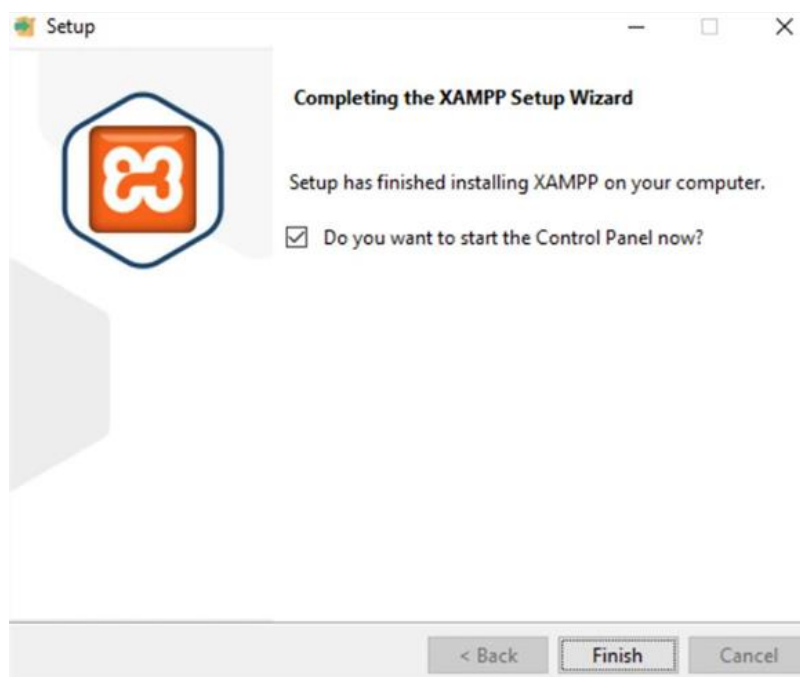 Setup
Completing the XAMPP Setup Wizard
Setup has finished installing XAMPP on your computer.
Do you want to start the Control Panel now?
< Back
Finish
Cancel